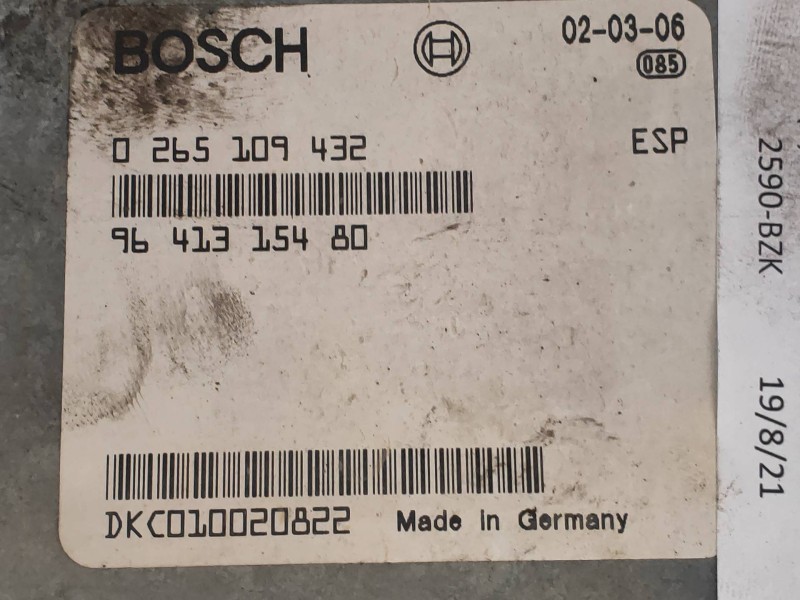 BOSCH
02-03-06
085
0 265 109 432
ESP
96 413 154 80
DKC010020822
Made in Germany
2590-BZK
19/8/21